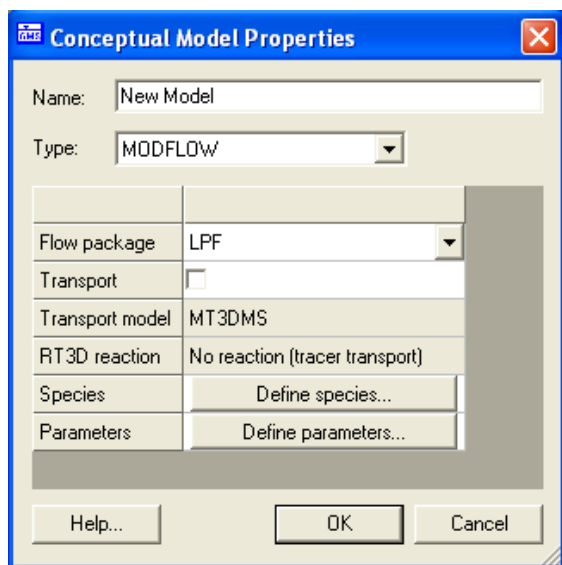 GMS Conceptual Model Properties
Name: New Model
Type: MODFLOW
Flow package LPF
Transport
Transport model MT3DMS
RT3D reaction No reaction (tracer transport)
Species Define species...
Parameters Define parameters...
Help... OK Cancel